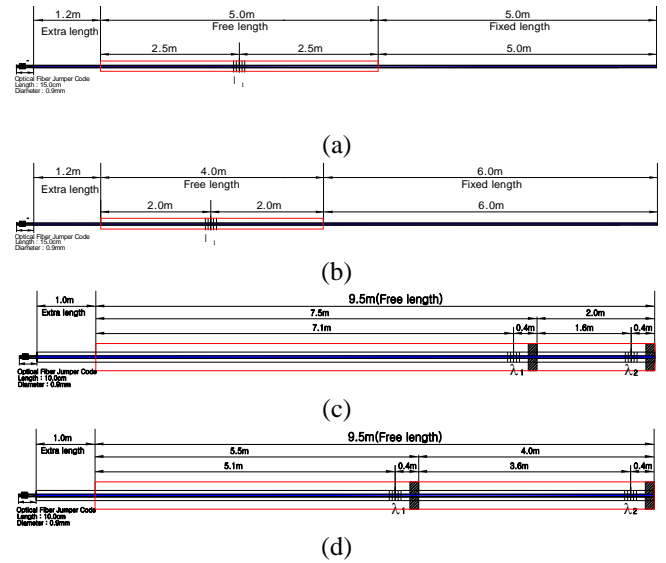 1.2m 5.0m 5.0m
Extra length Free length Fixed length
2.5m 2.5m 5.0m
Optical Fiber Jumper Code
Length : 15.0cm
Diameter : 0.9mm
(a)
1.2m 4.0m 6.0m
Extra length Free length Fixed length
2.0m 2.0m 6.0m
Optical Fiber Jumper Code
Length : 15.0cm
Diameter : 0.9mm
(b)
1.0m 9.5m(Free length)
Extra length 7.5m 2.0m
7.1m 0.4m 1.6m 0.4m
λ1 λ2
Optical Fiber Jumper Code
Length : 10.0cm
Diameter : 0.9mm
(c)
1.0m 9.5m(Free length)
Extra length 5.5m 4.0m
5.1m 0.4m 3.6m 0.4m
λ1 λ2
Optical Fiber Jumper Code
Length : 10.0cm
Diameter : 0.9mm
(d)